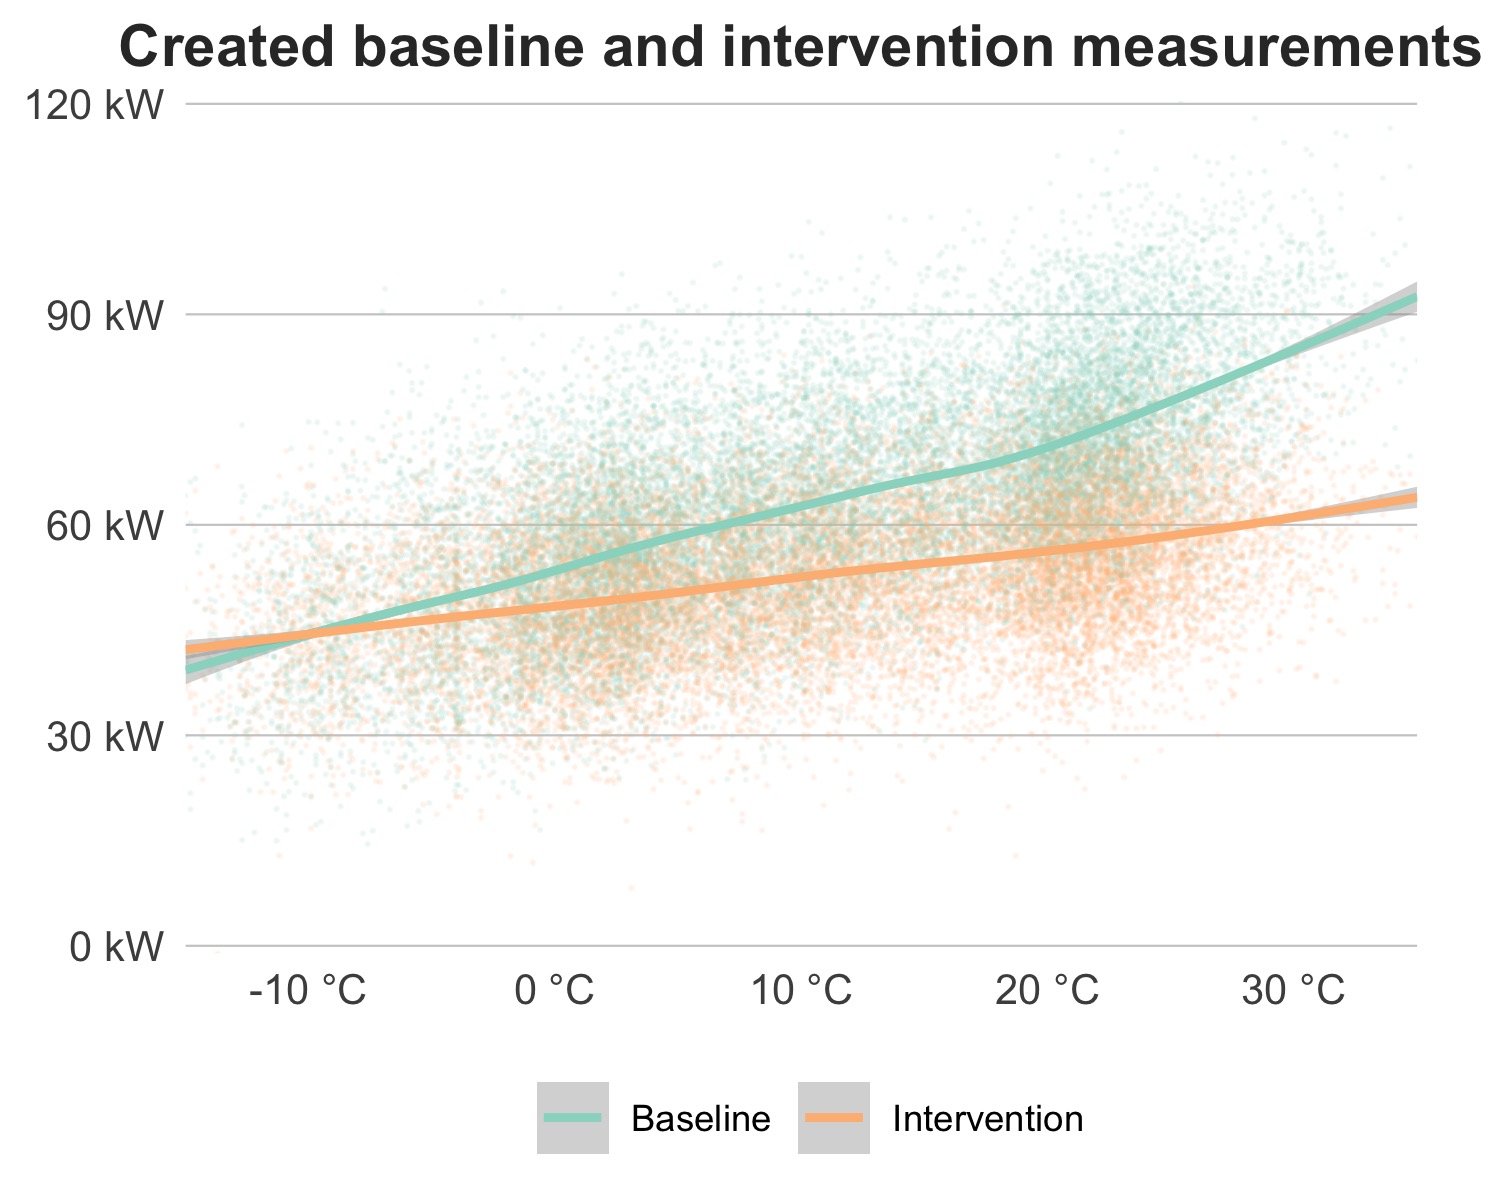 Created baseline and intervention measurements
120 kW
90 kW
60 kW
30 kW
0 kW
-10 °C 0 °C 10 °C 20 °C 30 °C
Baseline Intervention